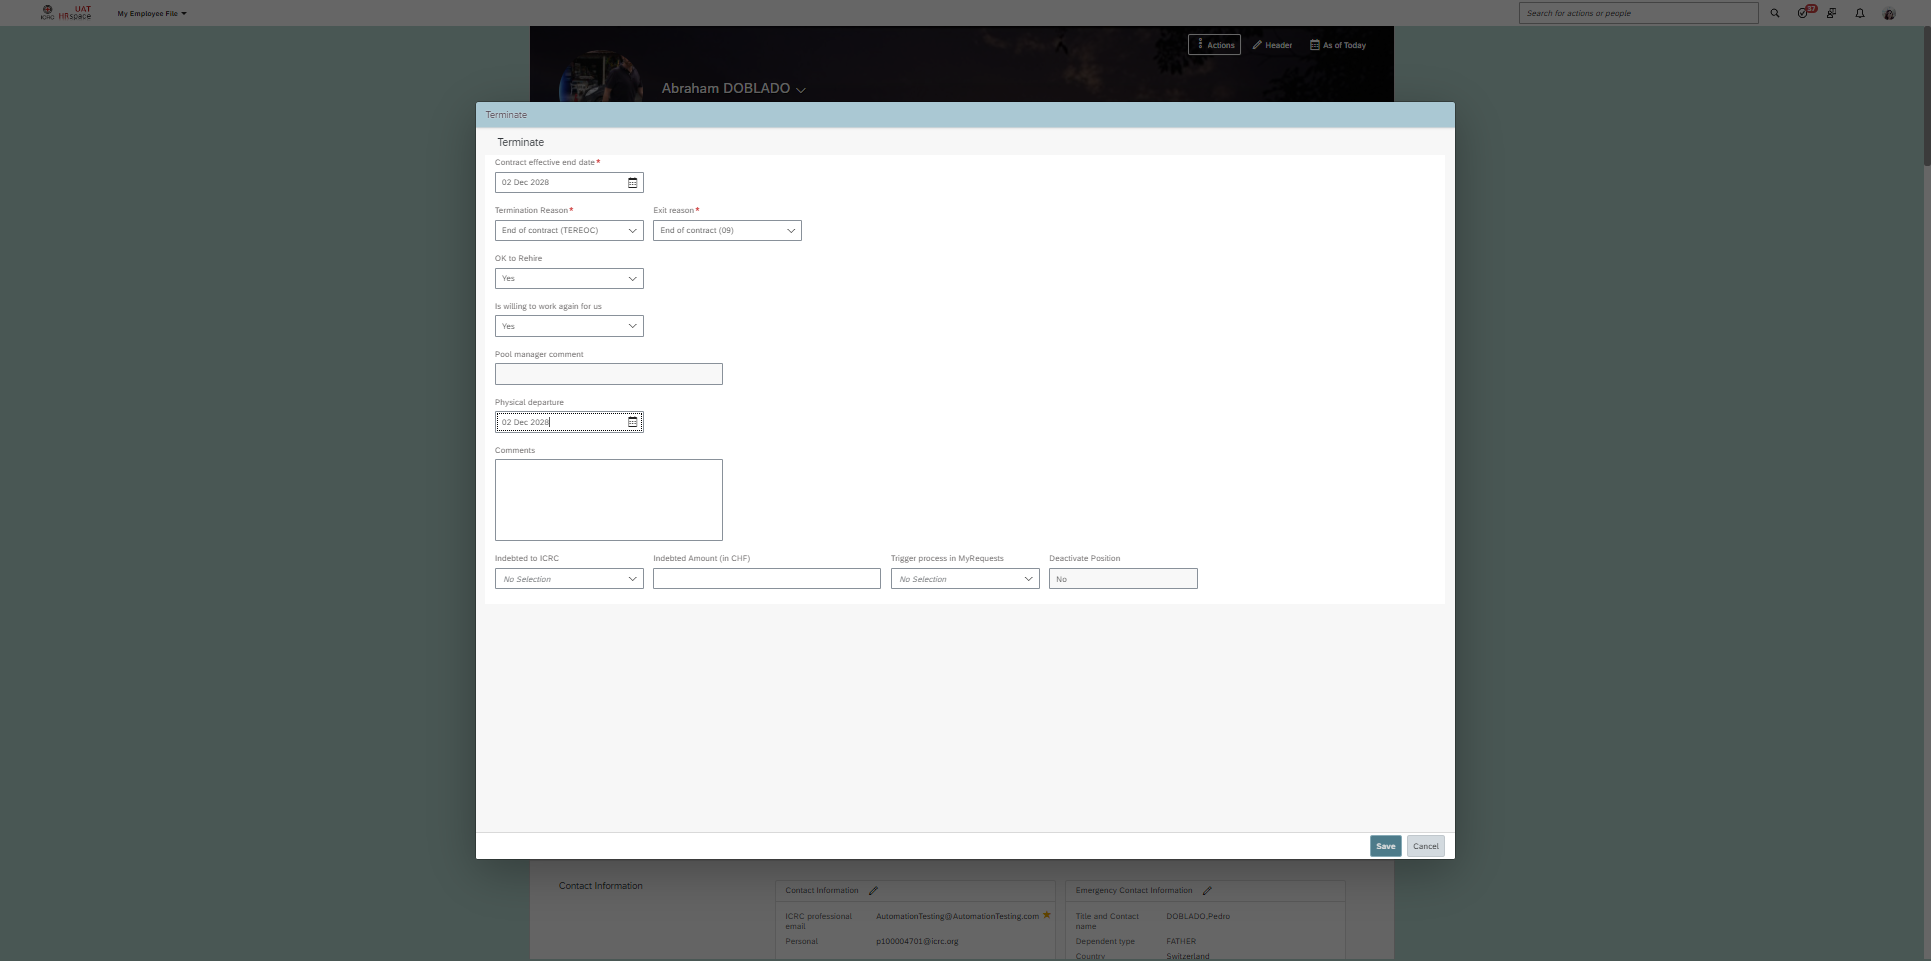 ICRC UAT HRspace My Employee File Search for actions or people 37
Actions Header As of Today
Abraham DOBLADO
Terminate
Terminate
Contract effective end date*
02 Dec 2028
Termination Reason* Exit reason*
End of contract (TEREOC) End of contract (09)
OK to Rehire
Yes
Is willing to work again for us
Yes
Pool manager comment
Physical departure
02 Dec 2028
Comments
Indebted to ICRC Indebted Amount (in CHF) Trigger process in MyRequests Deactivate Position
No Selection No Selection No
Save Cancel
Contact Information Contact Information Emergency Contact Information
ICRC professional email AutomationTesting@AutomationTesting.com Title and Contact name DOBLADO,Pedro
Personal p100004701@icrc.org Dependent type FATHER
Country Switzerland